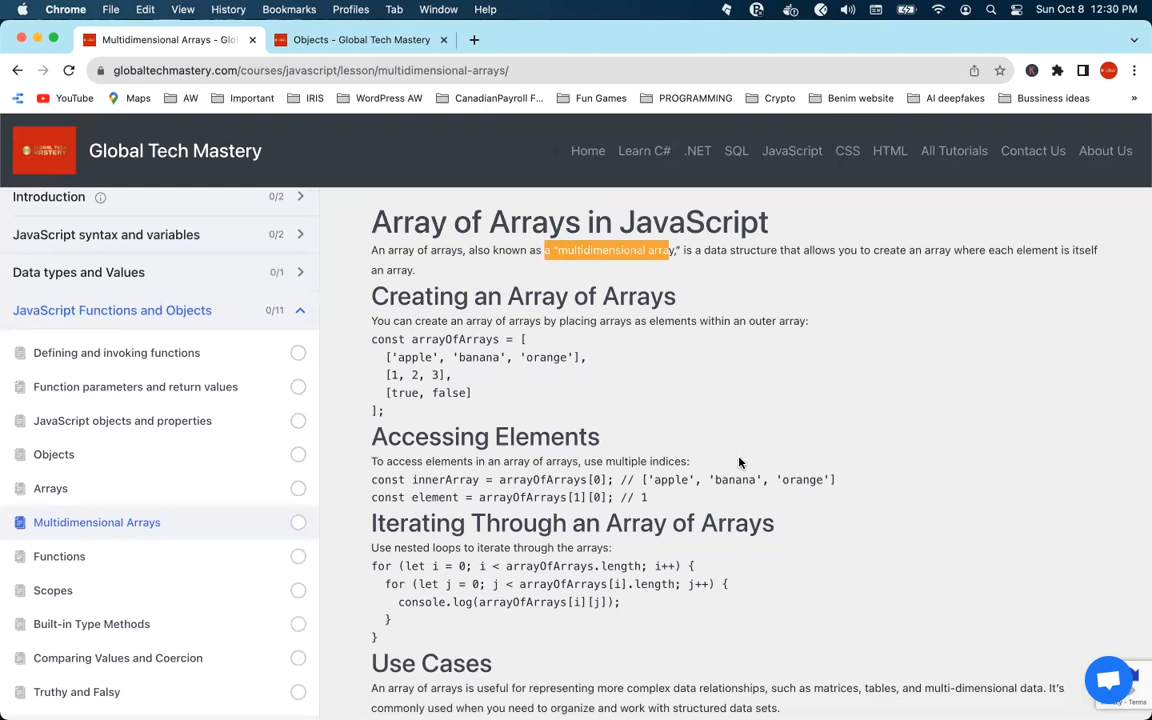 Chrome File Edit View History Bookmarks Profiles Tab Window Help Sun Oct 8 12:30 PM
Multidimensional Arrays - Glo Objects - Global Tech Mastery
globaltechmastery.com/courses/javascript/lesson/multidimensional-arrays/
YouTube Maps AW Important IRIS WordPress AW CanadianPayroll F... Fun Games PROGRAMMING Crypto Benim website AI deepfakes Bussiness ideas »
Global Tech Mastery Home Learn C# .NET SQL JavaScript CSS HTML All Tutorials Contact Us About Us
Introduction 0/2
JavaScript syntax and variables 0/2
Data types and Values 0/1
JavaScript Functions and Objects 0/11
Defining and invoking functions
Function parameters and return values
JavaScript objects and properties
Objects
Arrays
Multidimensional Arrays
Functions
Scopes
Built-in Type Methods
Comparing Values and Coercion
Truthy and Falsy
Array of Arrays in JavaScript
An array of arrays, also known as a “multidimensional array,” is a data structure that allows you to create an array where each element is itself
an array.
Creating an Array of Arrays
You can create an array of arrays by placing arrays as elements within an outer array:
const arrayOfArrays = [
['apple', 'banana', 'orange'],
[1, 2, 3],
[true, false]
];
Accessing Elements
To access elements in an array of arrays, use multiple indices:
const innerArray = arrayOfArrays[0]; // ['apple', 'banana', 'orange']
const element = arrayOfArrays[1][0]; // 1
Iterating Through an Array of Arrays
Use nested loops to iterate through the arrays:
for (let i = 0; i < arrayOfArrays.length; i++) {
for (let j = 0; j < arrayOfArrays[i].length; j++) {
console.log(arrayOfArrays[i][j]);
}
}
Use Cases
An array of arrays is useful for representing more complex data relationships, such as matrices, tables, and multi-dimensional data. It’s
commonly used when you need to organize and work with structured data sets.
- Terms